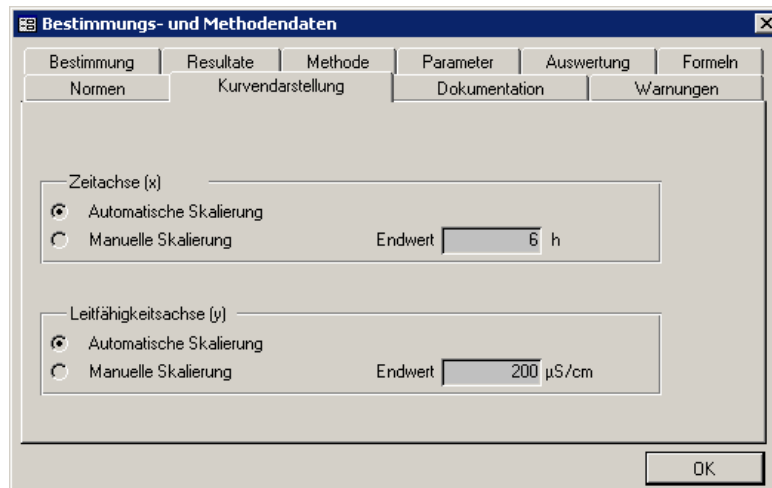 Bestimmungs- und Methodendaten
Bestimmung Resultate Methode Parameter Auswertung Formeln
Normen Kurvendarstellung Dokumentation Warnungen
Zeitachse (x)
Automatische Skalierung
Manuelle Skalierung Endwert 6 h
Leitfähigkeitsachse (y)
Automatische Skalierung
Manuelle Skalierung Endwert 200 µS/cm
OK